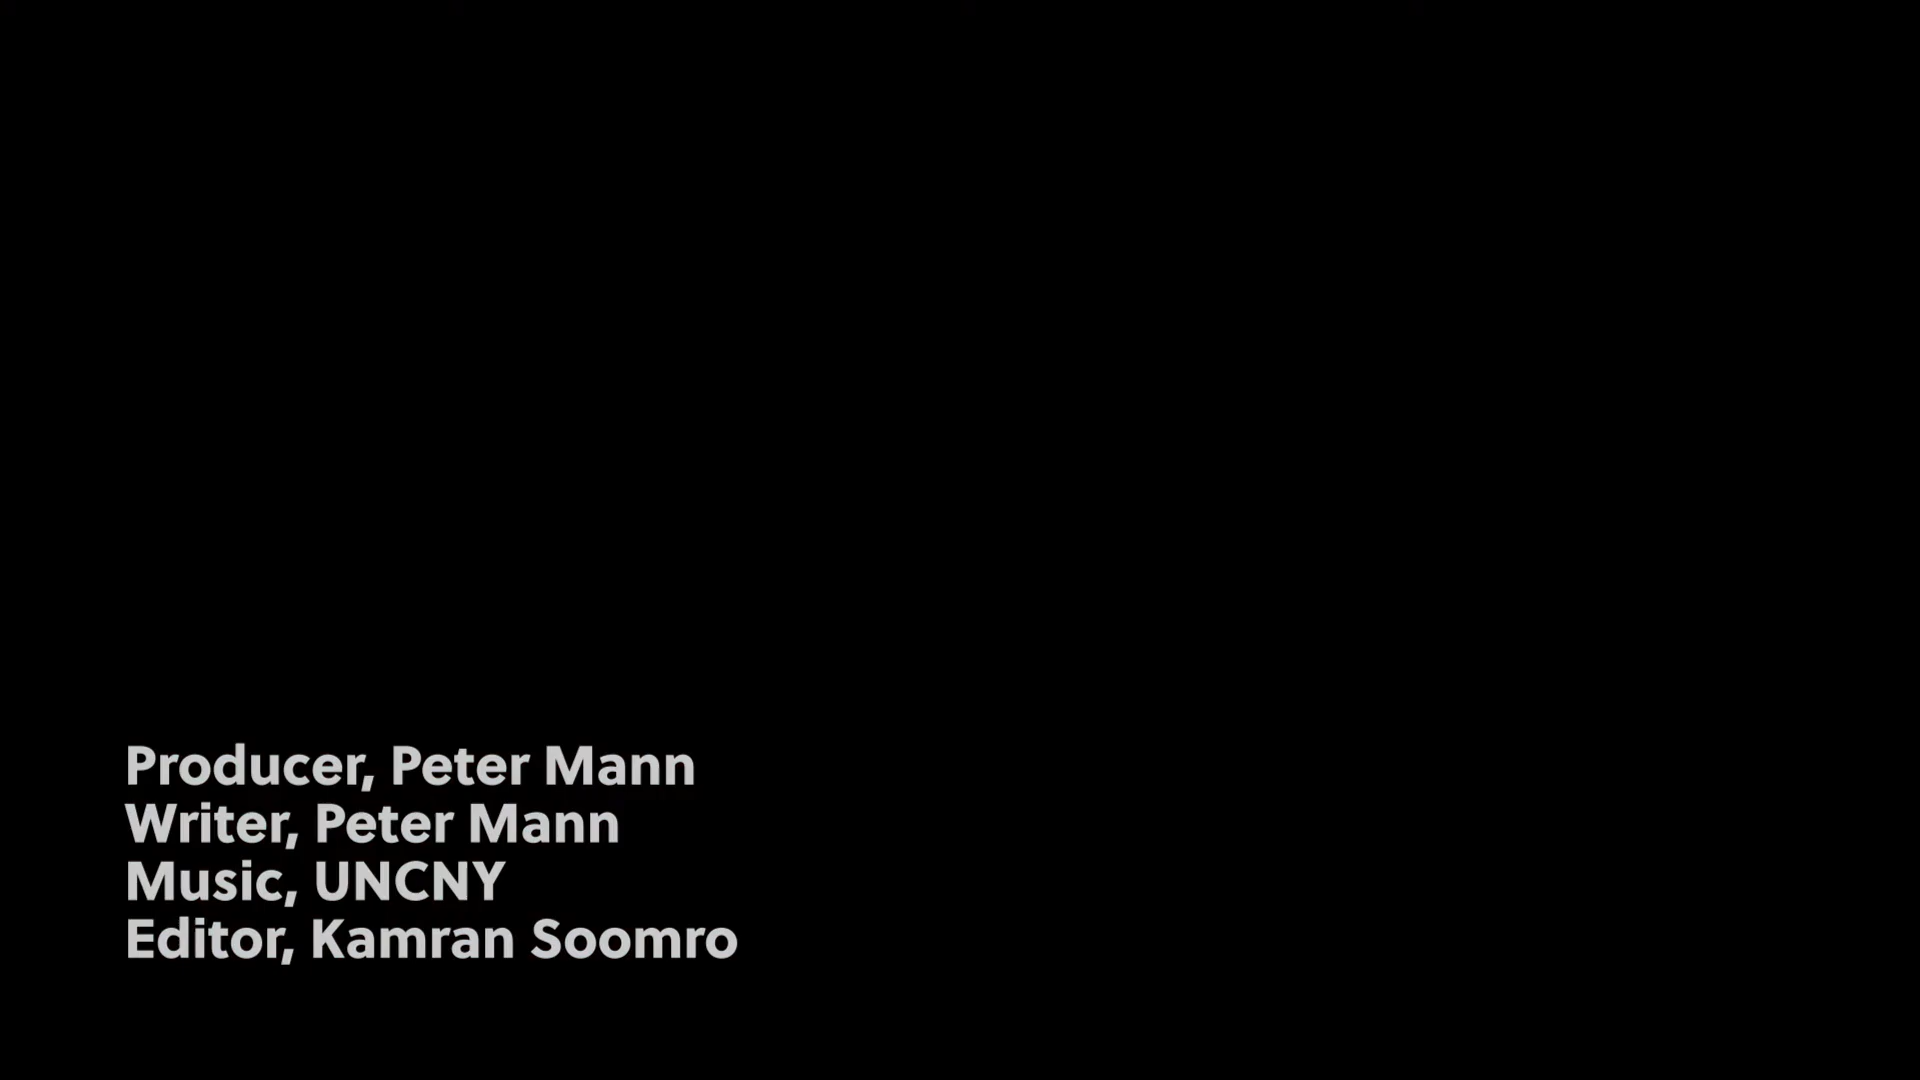 Producer, Peter Mann
Writer, Peter Mann
Music, UNCNY
Editor, Kamran Soomro